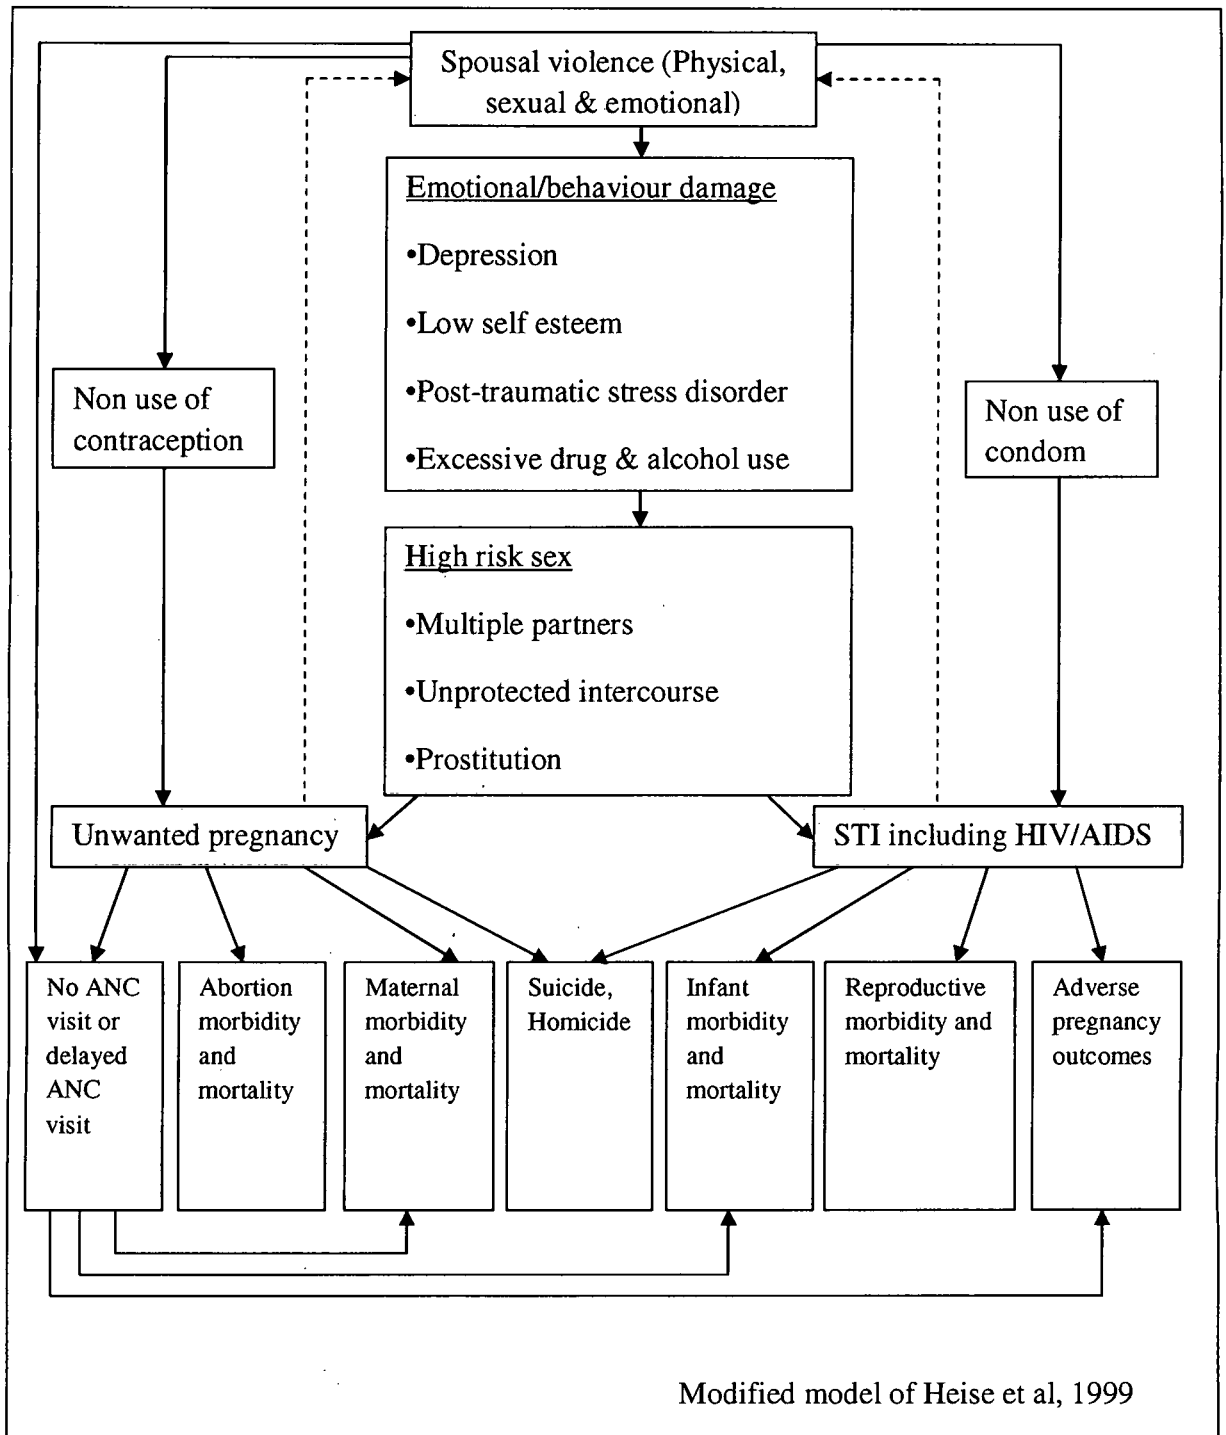 Spousal violence (Physical,
sexual & emotional)
Emotional/behaviour damage
•Depression
•Low self esteem
•Post-traumatic stress disorder
•Excessive drug & alcohol use
Non use of
contraception
Non use of
condom
High risk sex
•Multiple partners
•Unprotected intercourse
•Prostitution
Unwanted pregnancy
STI including HIV/AIDS
No ANC
visit or
delayed
ANC
visit
Abortion
morbidity
and
mortality
Maternal
morbidity
and
mortality
Suicide,
Homicide
Infant
morbidity
and
mortality
Reproductive
morbidity and
mortality
Adverse
pregnancy
outcomes
Modified model of Heise et al, 1999